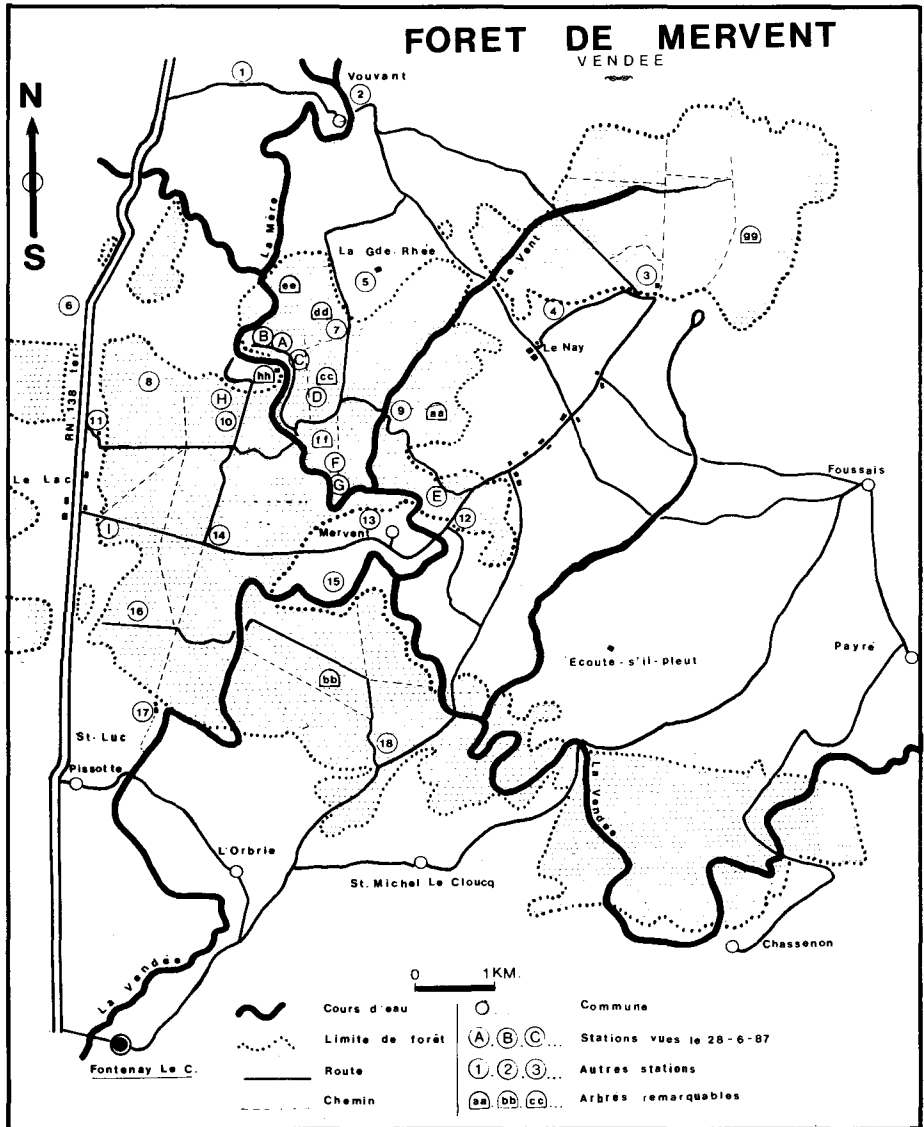 FORET DE MERVENT
VENDEE
N
S
1
Vouvant
2
La Mère
La Gde. Rhée
Le Vent
gg
ee
5
3
6
dd
7
4
B
A
C
Le Nay
RN 138 ter
8
hh
cc
H
D
9
aa
10
11
ff
F
Foussais
Le Lac
G
E
I
14
13
12
Mervent
15
16
Payré
Ecoute-s'il-pleut
bb
17
St-Luc
18
Pissotte
La Vendée
L'Orbrie
St. Michel Le Cloucq
Chassenon
La Vendée
0 1KM.
Cours d'eau
Commune
Limite de forêt
A. B. C... Stations vues le 28-6-87
Route
1. 2. 3... Autres stations
Chemin
aa bb cc... Arbres remarquables
Fontenay Le C.